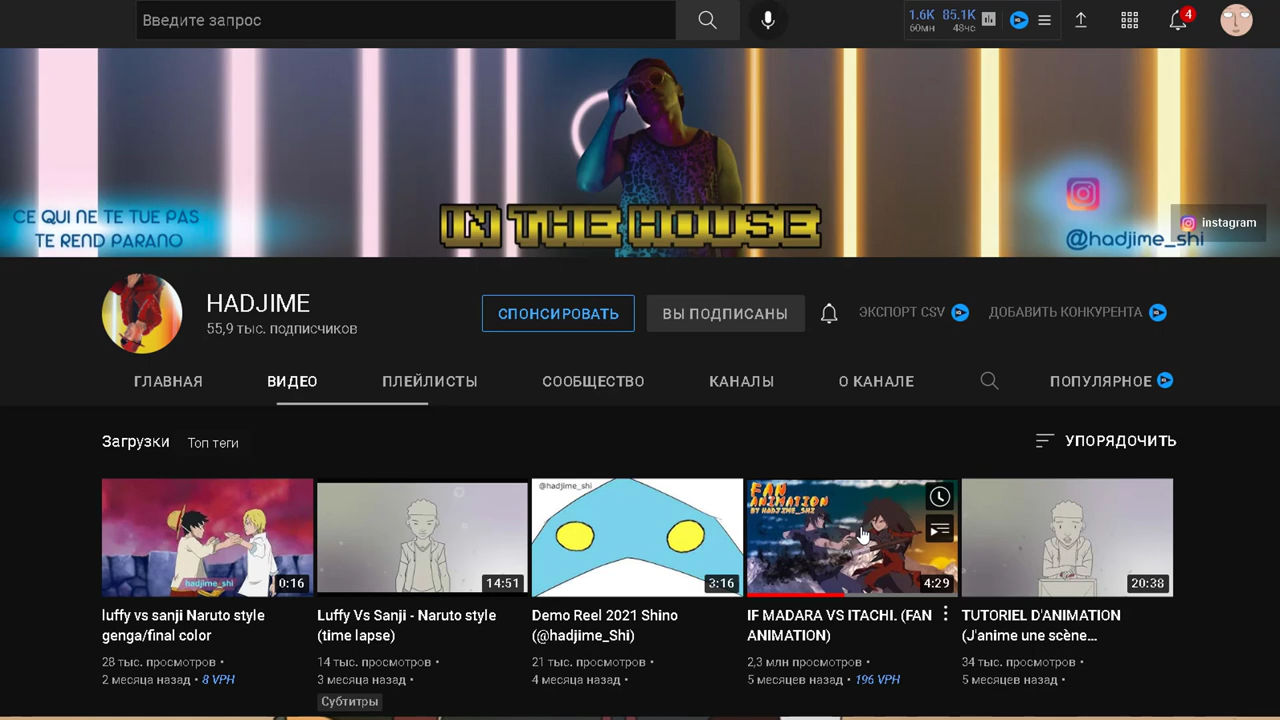 Введите запрос
1.6K 85.1K
60мн 48чс
4
CE QUI NE TE TUE PAS
TE REND PARANO
IN THE HOUSE
@hadjime_shi
instagram
HADJIME
55,9 тыс. подписчиков
СПОНСИРОВАТЬ
ВЫ ПОДПИСАНЫ
ЭКСПОРТ CSV
ДОБАВИТЬ КОНКУРЕНТА
ГЛАВНАЯ
ВИДЕО
ПЛЕЙЛИСТЫ
СООБЩЕСТВО
КАНАЛЫ
О КАНАЛЕ
ПОПУЛЯРНОЕ
Загрузки
Топ теги
УПОРЯДОЧИТЬ
hadjime_shi
0:16
luffy vs sanji Naruto style
genga/final color
28 тыс. просмотров •
2 месяца назад • 8 VPH
14:51
Luffy Vs Sanji - Naruto style
(time lapse)
14 тыс. просмотров •
3 месяца назад •
Субтитры
@hadjime_shi
3:16
Demo Reel 2021 Shino
(@hadjime_Shi)
21 тыс. просмотров •
4 месяца назад •
FAN
ANIMATION
BY HADJIME_SHI
4:29
IF MADARA VS ITACHI. (FAN
ANIMATION)
2,3 млн просмотров •
5 месяцев назад • 196 VPH
20:38
TUTORIEL D'ANIMATION
(J'anime une scène...
34 тыс. просмотров •
5 месяцев назад •